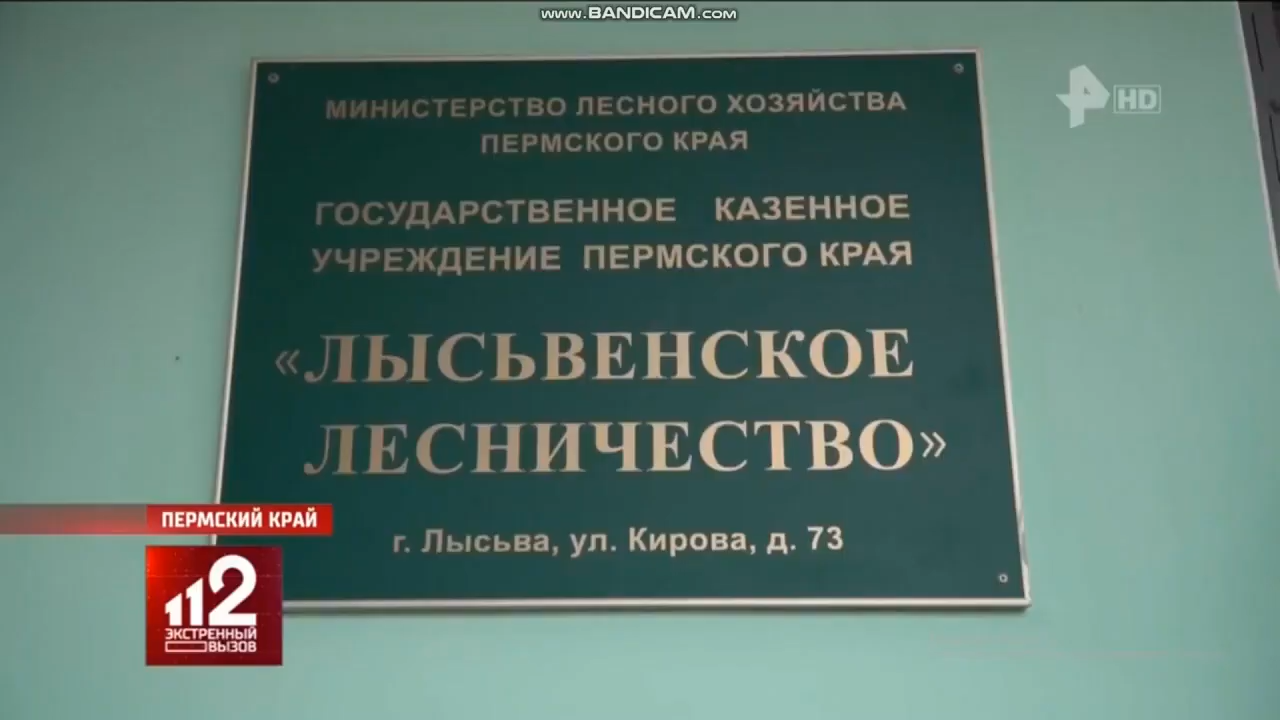 www.BANDICAM.com
HD
МИНИСТЕРСТВО ЛЕСНОГО ХОЗЯЙСТВА
ПЕРМСКОГО КРАЯ
ГОСУДАРСТВЕННОЕ КАЗЕННОЕ
УЧРЕЖДЕНИЕ ПЕРМСКОГО КРАЯ
«ЛЫСЬВЕНСКОЕ
ЛЕСНИЧЕСТВО»
г. Лысьва, ул. Кирова, д. 73
ПЕРМСКИЙ КРАЙ
112
ЭКСТРЕННЫЙ
ВЫЗОВ